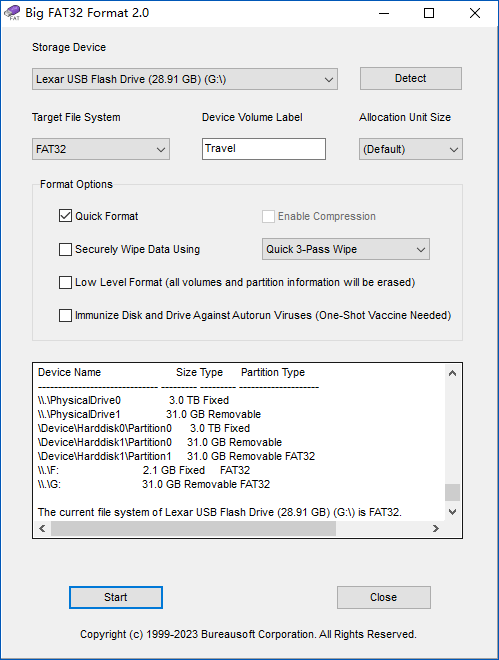 Big FAT32 Format 2.0
Storage Device
Lexar USB Flash Drive (28.91 GB) (G:\)
Detect
Target File System
Device Volume Label
Allocation Unit Size
FAT32
Travel
(Default)
Format Options
Quick Format
Enable Compression
Securely Wipe Data Using
Quick 3-Pass Wipe
Low Level Format (all volumes and partition information will be erased)
Immunize Disk and Drive Against Autorun Viruses (One-Shot Vaccine Needed)
Device Name Size Type Partition Type
------------------------------ --------- --------- --------------------
\\.\PhysicalDrive0 3.0 TB Fixed
\\.\PhysicalDrive1 31.0 GB Removable
\Device\Harddisk0\Partition0 3.0 TB Fixed
\Device\Harddisk1\Partition0 31.0 GB Removable
\Device\Harddisk1\Partition1 31.0 GB Removable FAT32
\\.\F: 2.1 GB Fixed FAT32
\\.\G: 31.0 GB Removable FAT32
The current file system of Lexar USB Flash Drive (28.91 GB) (G:\) is FAT32.
Start
Close
Copyright (c) 1999-2023 Bureausoft Corporation. All Rights Reserved.